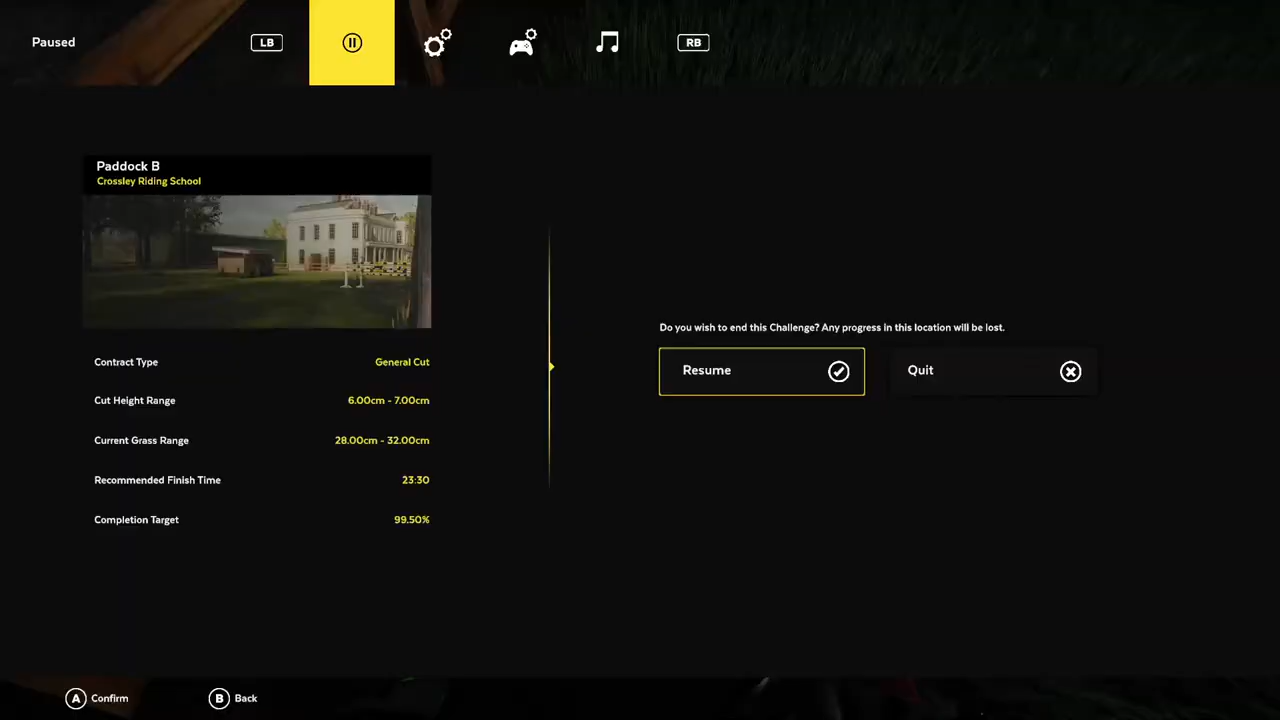 Paused
LB
RB
Paddock B
Crossley Riding School
Contract Type General Cut
Cut Height Range 6.00cm - 7.00cm
Current Grass Range 28.00cm - 32.00cm
Recommended Finish Time 23:30
Completion Target 99.50%
Do you wish to end this Challenge? Any progress in this location will be lost.
Resume Quit
A Confirm B Back